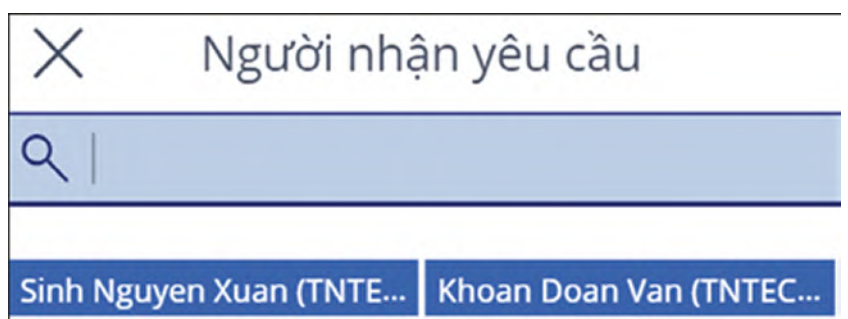 Người nhận yêu cầu
Sinh Nguyen Xuan (TNTE...
Khoan Doan Van (TNTEC...